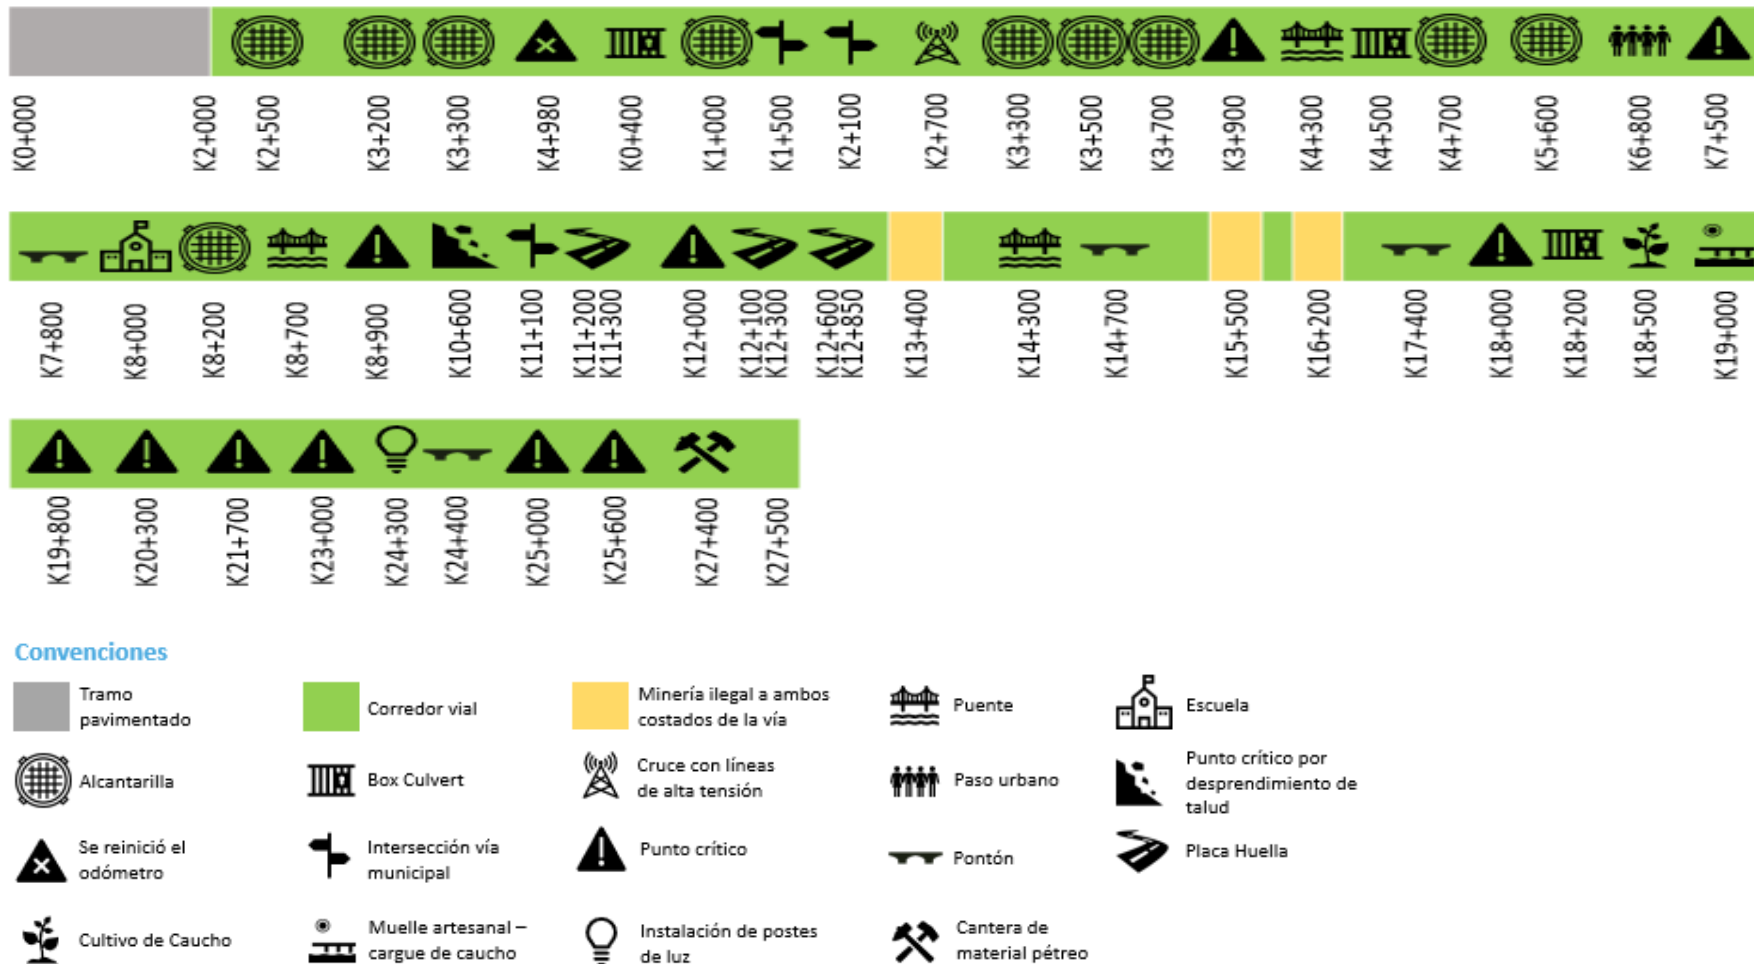 K0+000
K2+000
K2+500
K3+200
K3+300
K4+980
K0+400
K1+000
K1+500
K2+100
K2+700
K3+300
K3+500
K3+700
K3+900
K4+300
K4+500
K4+700
K5+600
K6+800
K7+500
K7+800
K8+000
K8+200
K8+700
K8+900
K10+600
K11+100
K11+200
K11+300
K12+000
K12+100
K12+300
K12+600
K12+850
K13+400
K14+300
K14+700
K15+500
K16+200
K17+400
K18+000
K18+200
K18+500
K19+000
K19+800
K20+300
K21+700
K23+000
K24+300
K24+400
K25+000
K25+600
K27+400
K27+500
Convenciones
Tramo
pavimentado
Corredor vial
Minería ilegal a ambos
costados de la vía
Puente
Escuela
Alcantarilla
Box Culvert
Cruce con líneas
de alta tensión
Paso urbano
Punto crítico por
desprendimiento de
talud
Se reinició el
odómetro
Intersección vía
municipal
Punto crítico
Pontón
Placa Huella
Cultivo de Caucho
Muelle artesanal –
cargue de caucho
Instalación de postes
de luz
Cantera de
material pétreo